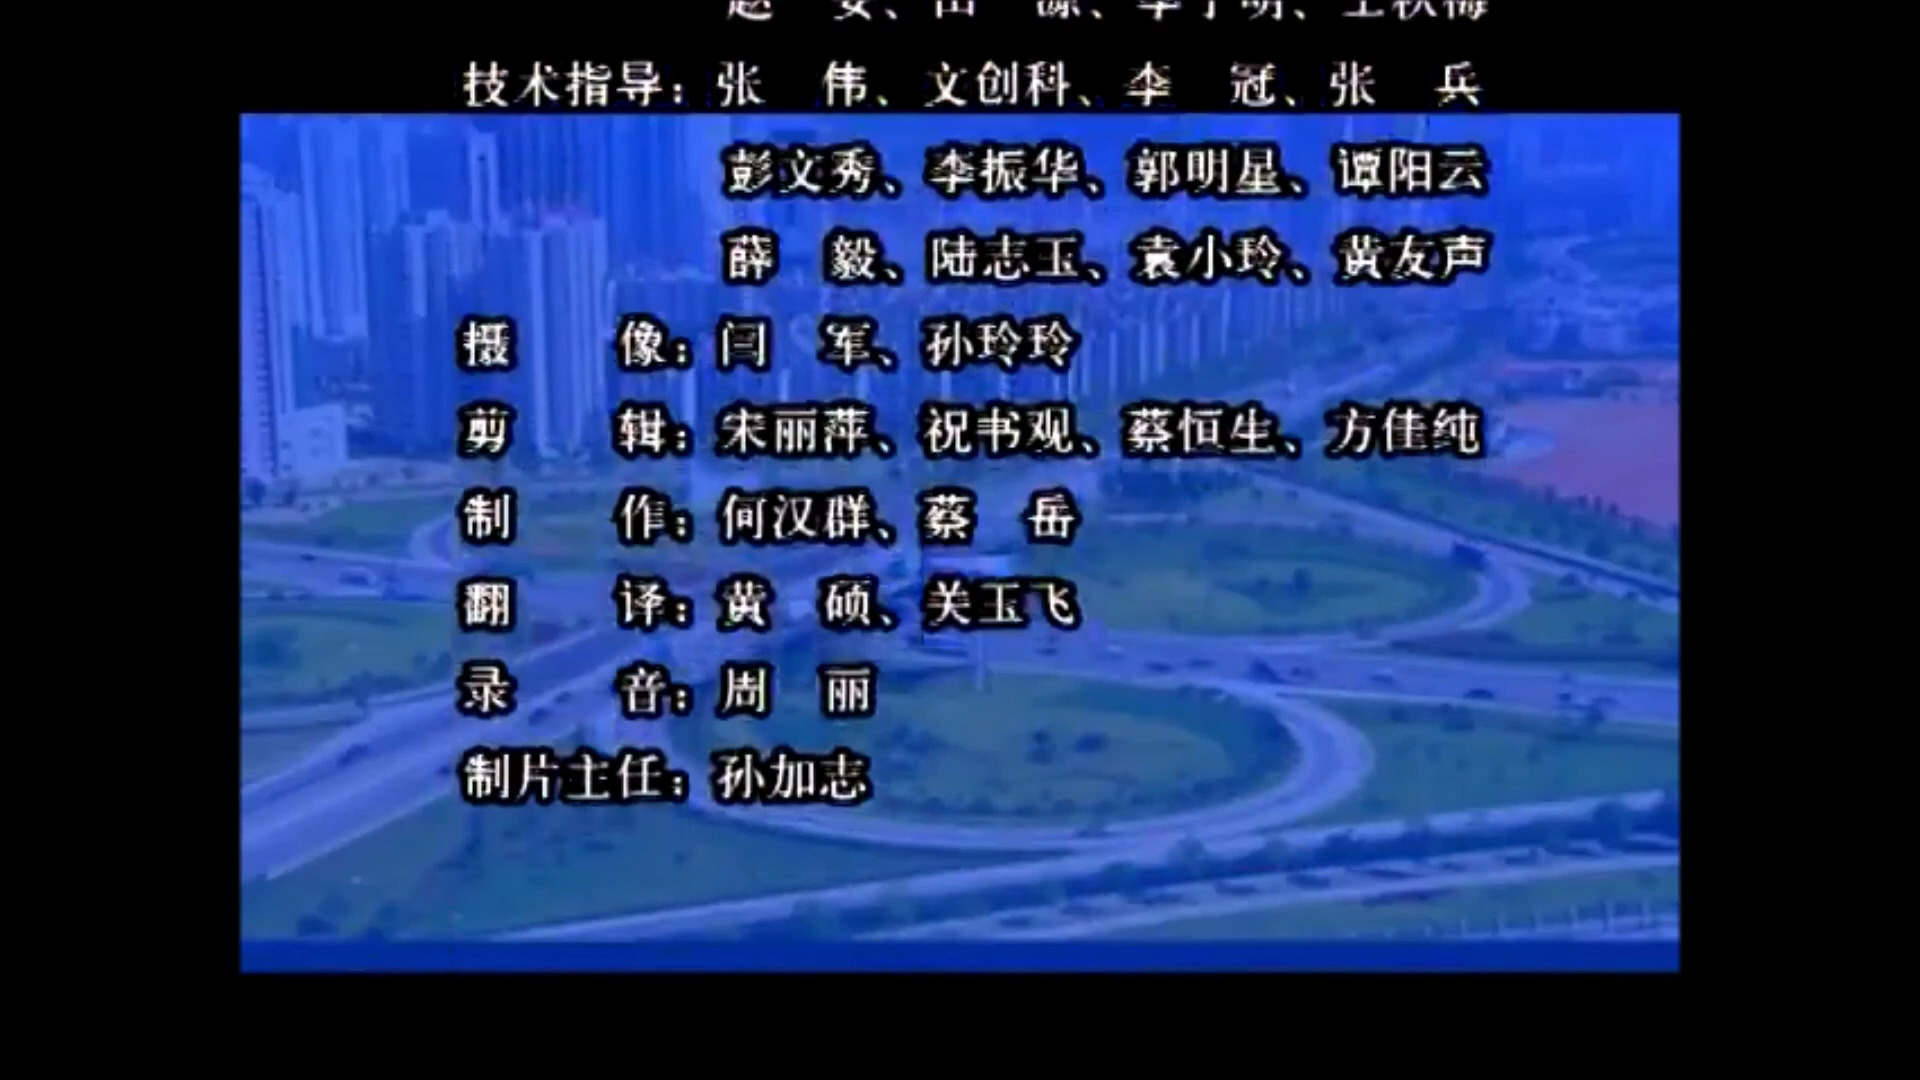 技术指导：张　伟、文创科、李　冠、张　兵
彭文秀、李振华、郭明星、谭阳云
薛　毅、陆志玉、袁小玲、黄友声
摄　　像：闫　军、孙玲玲
剪　　辑：宋丽萍、祝书观、蔡恒生、方佳纯
制　　作：何汉群、蔡　岳
翻　　译：黄　硕、关玉飞
录　　音：周　丽
制片主任：孙加志